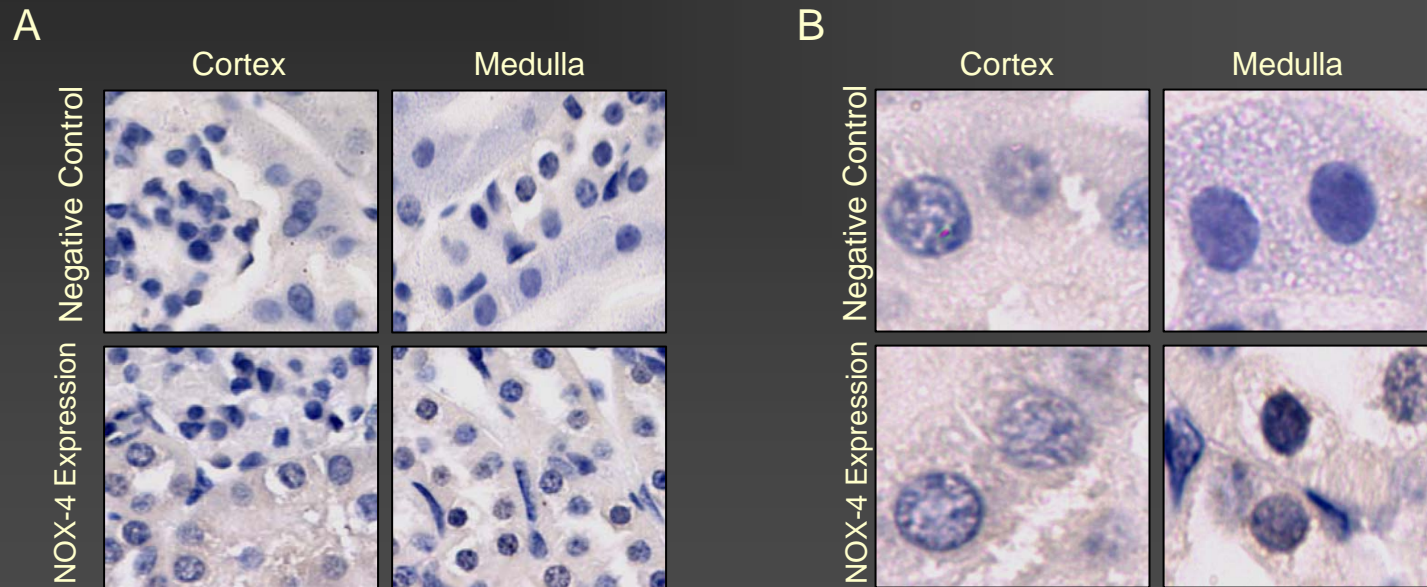 A
Cortex
Medulla
Negative Control
NOX-4 Expression
B
Cortex
Medulla
Negative Control
NOX-4 Expression